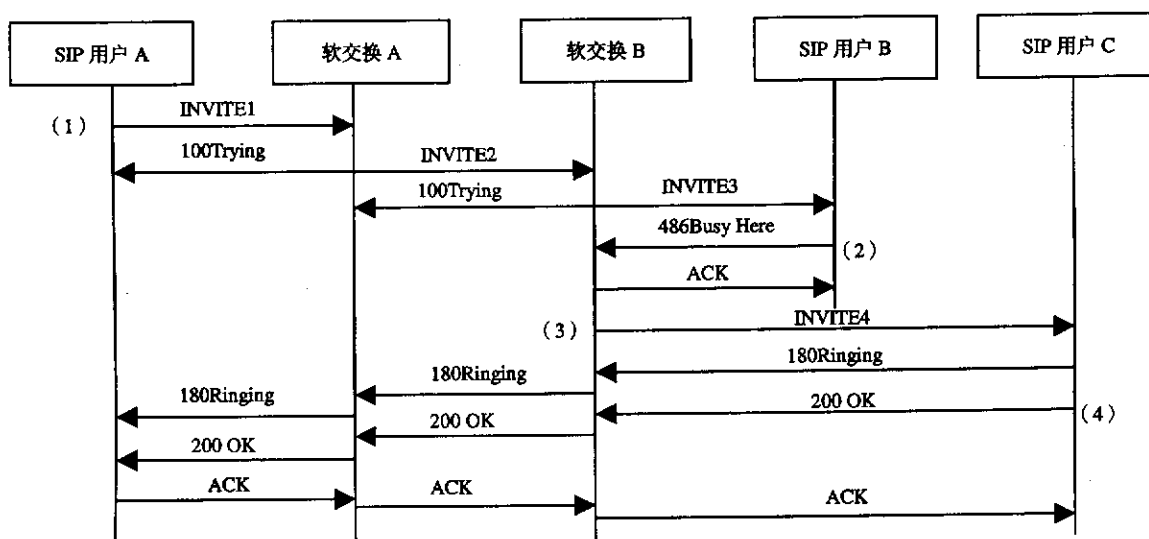 SIP 用户 A
软交换 A
软交换 B
SIP 用户 B
SIP 用户 C
(1)
INVITE1
100Trying
INVITE2
100Trying
INVITE3
486Busy Here
(2)
ACK
(3)
INVITE4
180Ringing
180Ringing
180Ringing
200 OK
(4)
200 OK
200 OK
ACK
ACK
ACK